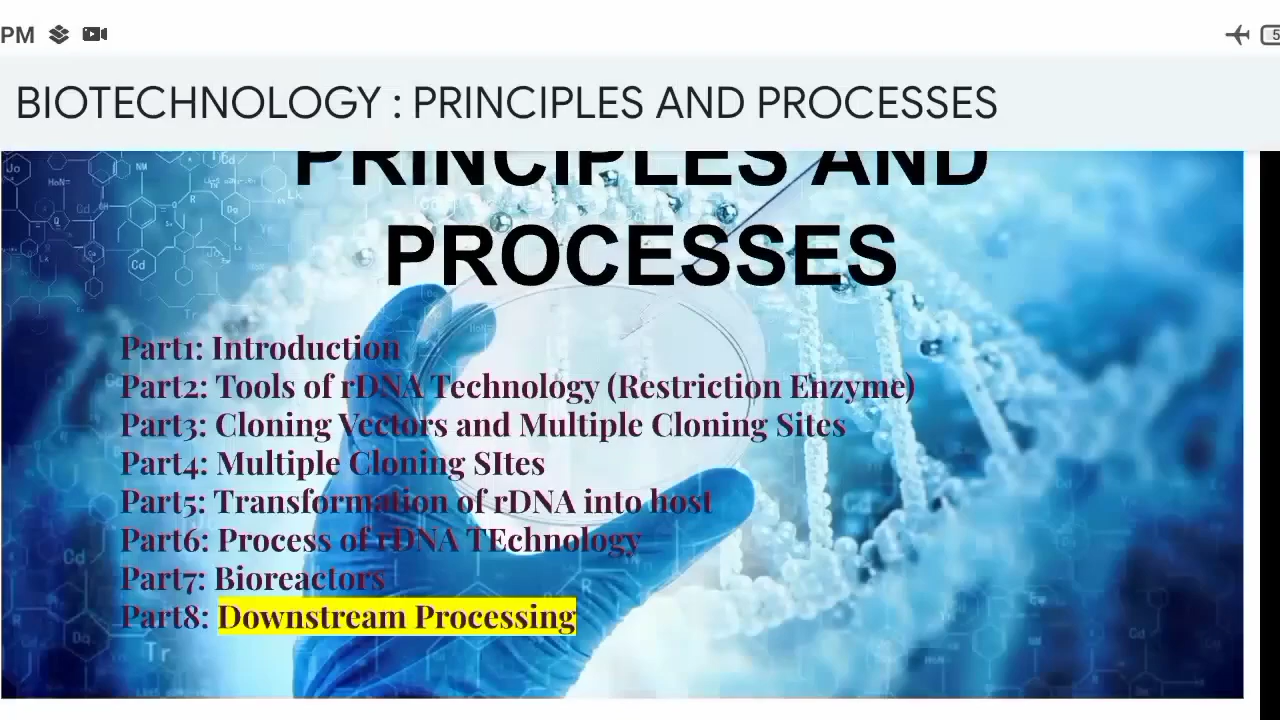 PM
BIOTECHNOLOGY : PRINCIPLES AND PROCESSES
PRINCIPLES AND
PROCESSES
Part1: Introduction
Part2: Tools of rDNA Technology (Restriction Enzyme)
Part3: Cloning Vectors and Multiple Cloning Sites
Part4: Multiple Cloning SItes
Part5: Transformation of rDNA into host
Part6: Process of rDNA TEchnology
Part7: Bioreactors
Part8: Downstream Processing